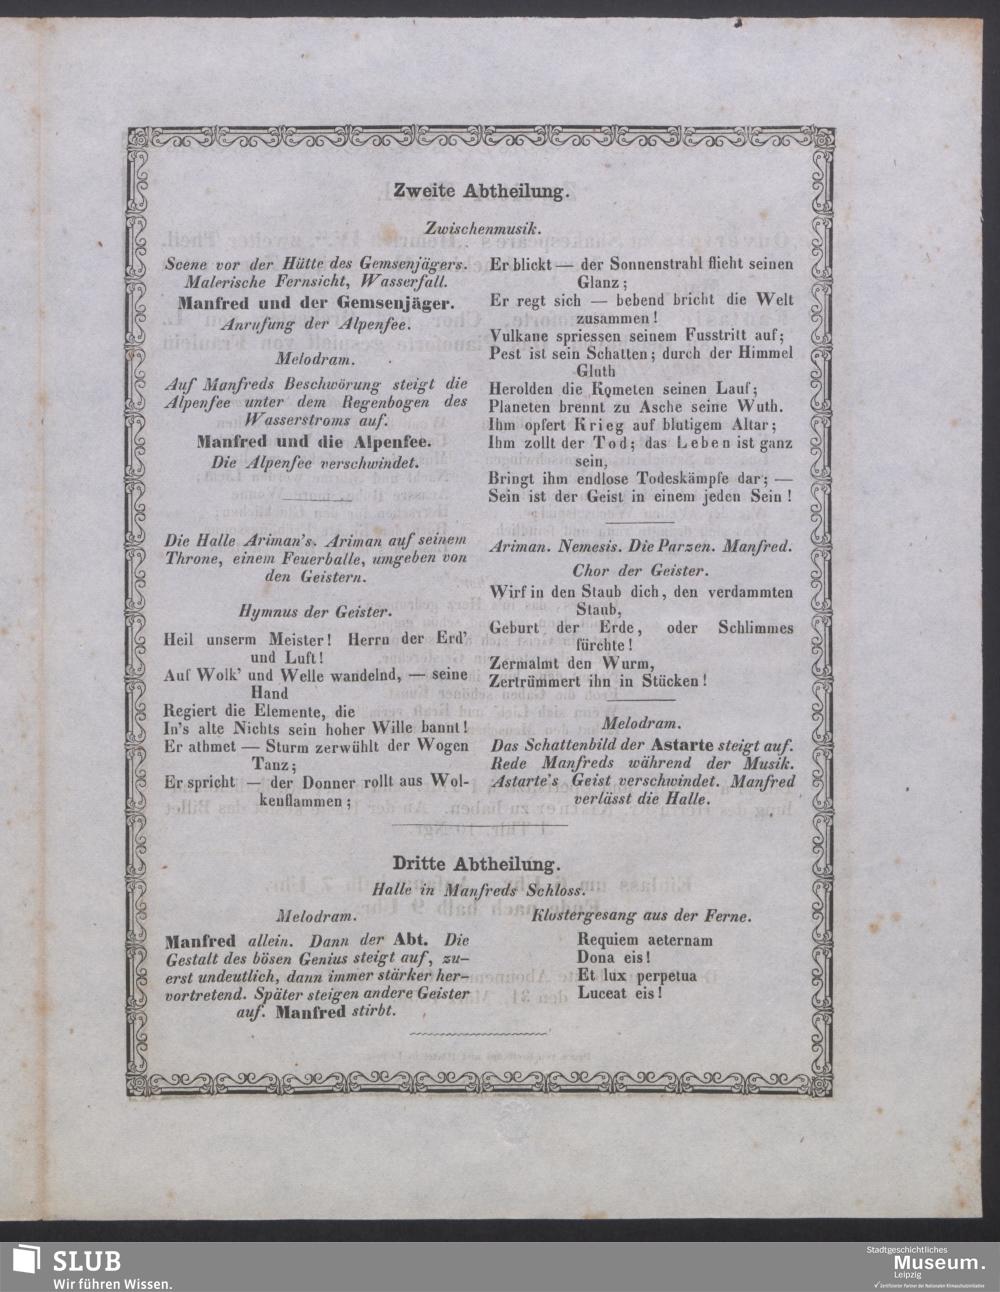 Zweite Abtheilung.
Zwischenmusik.
Scene vor der Hütte des Gemsenjägers.
Malerische Fernsicht, Wasserfall.
Manfred und der Gemsenjäger.
Anrufung der Alpenfee.
Melodram.
Auf Manfreds Beschwörung steigt die
Alpenfee unter dem Regenbogen des
Wasserstroms auf.
Manfred und die Alpenfee.
Die Alpenfee verschwindet.
Die Halle Ariman's. Ariman auf seinem
Throne, einem Feuerballe, umgeben von
den Geistern.
Hymnus der Geister.
Heil unserm Meister! Herrn der Erd'
und Luft!
Auf Wolk' und Welle wandelnd, — seine
Hand
Regiert die Elemente, die
In's alte Nichts sein hoher Wille bannt!
Er athmet — Sturm zerwühlt der Wogen
Tanz;
Er spricht — der Donner rollt aus Wol-
kenflammen;
Er blickt — der Sonnenstrahl flieht seinen
Glanz;
Er regt sich — bebend bricht die Welt
zusammen!
Vulkane spriessen seinem Fusstritt auf;
Pest ist sein Schatten; durch der Himmel
Gluth
Herolden die Kometen seinen Lauf;
Planeten brennt zu Asche seine Wuth.
Ihm opfert Krieg auf blutigem Altar;
Ihm zollt der Tod; das Leben ist ganz
sein,
Bringt ihm endlose Todeskämpfe dar; —
Sein ist der Geist in einem jeden Sein!
Ariman. Nemesis. Die Parzen. Manfred.
Chor der Geister.
Wirf in den Staub dich, den verdammten
Staub,
Geburt der Erde, oder Schlimmes
fürchte!
Zermalmt den Wurm,
Zertrümmert ihn in Stücken!
Melodram.
Das Schattenbild der Astarte steigt auf.
Rede Manfreds während der Musik.
Astarte's Geist verschwindet. Manfred
verlässt die Halle.
Dritte Abtheilung.
Halle in Manfreds Schloss.
Melodram.
Manfred allein. Dann der Abt. Die
Gestalt des bösen Genius steigt auf, zu-
erst undeutlich, dann immer stärker her-
vortretend. Später steigen andere Geister
auf. Manfred stirbt.
Klostergesang aus der Ferne.
Requiem aeternam
Dona eis!
Et lux perpetua
Luceat eis!
SLUB
Wir führen Wissen.
Stadtgeschichtliches
Museum.
Leipzig
Zertifizierter Partner der Nationalen Klimaschutzinitiative